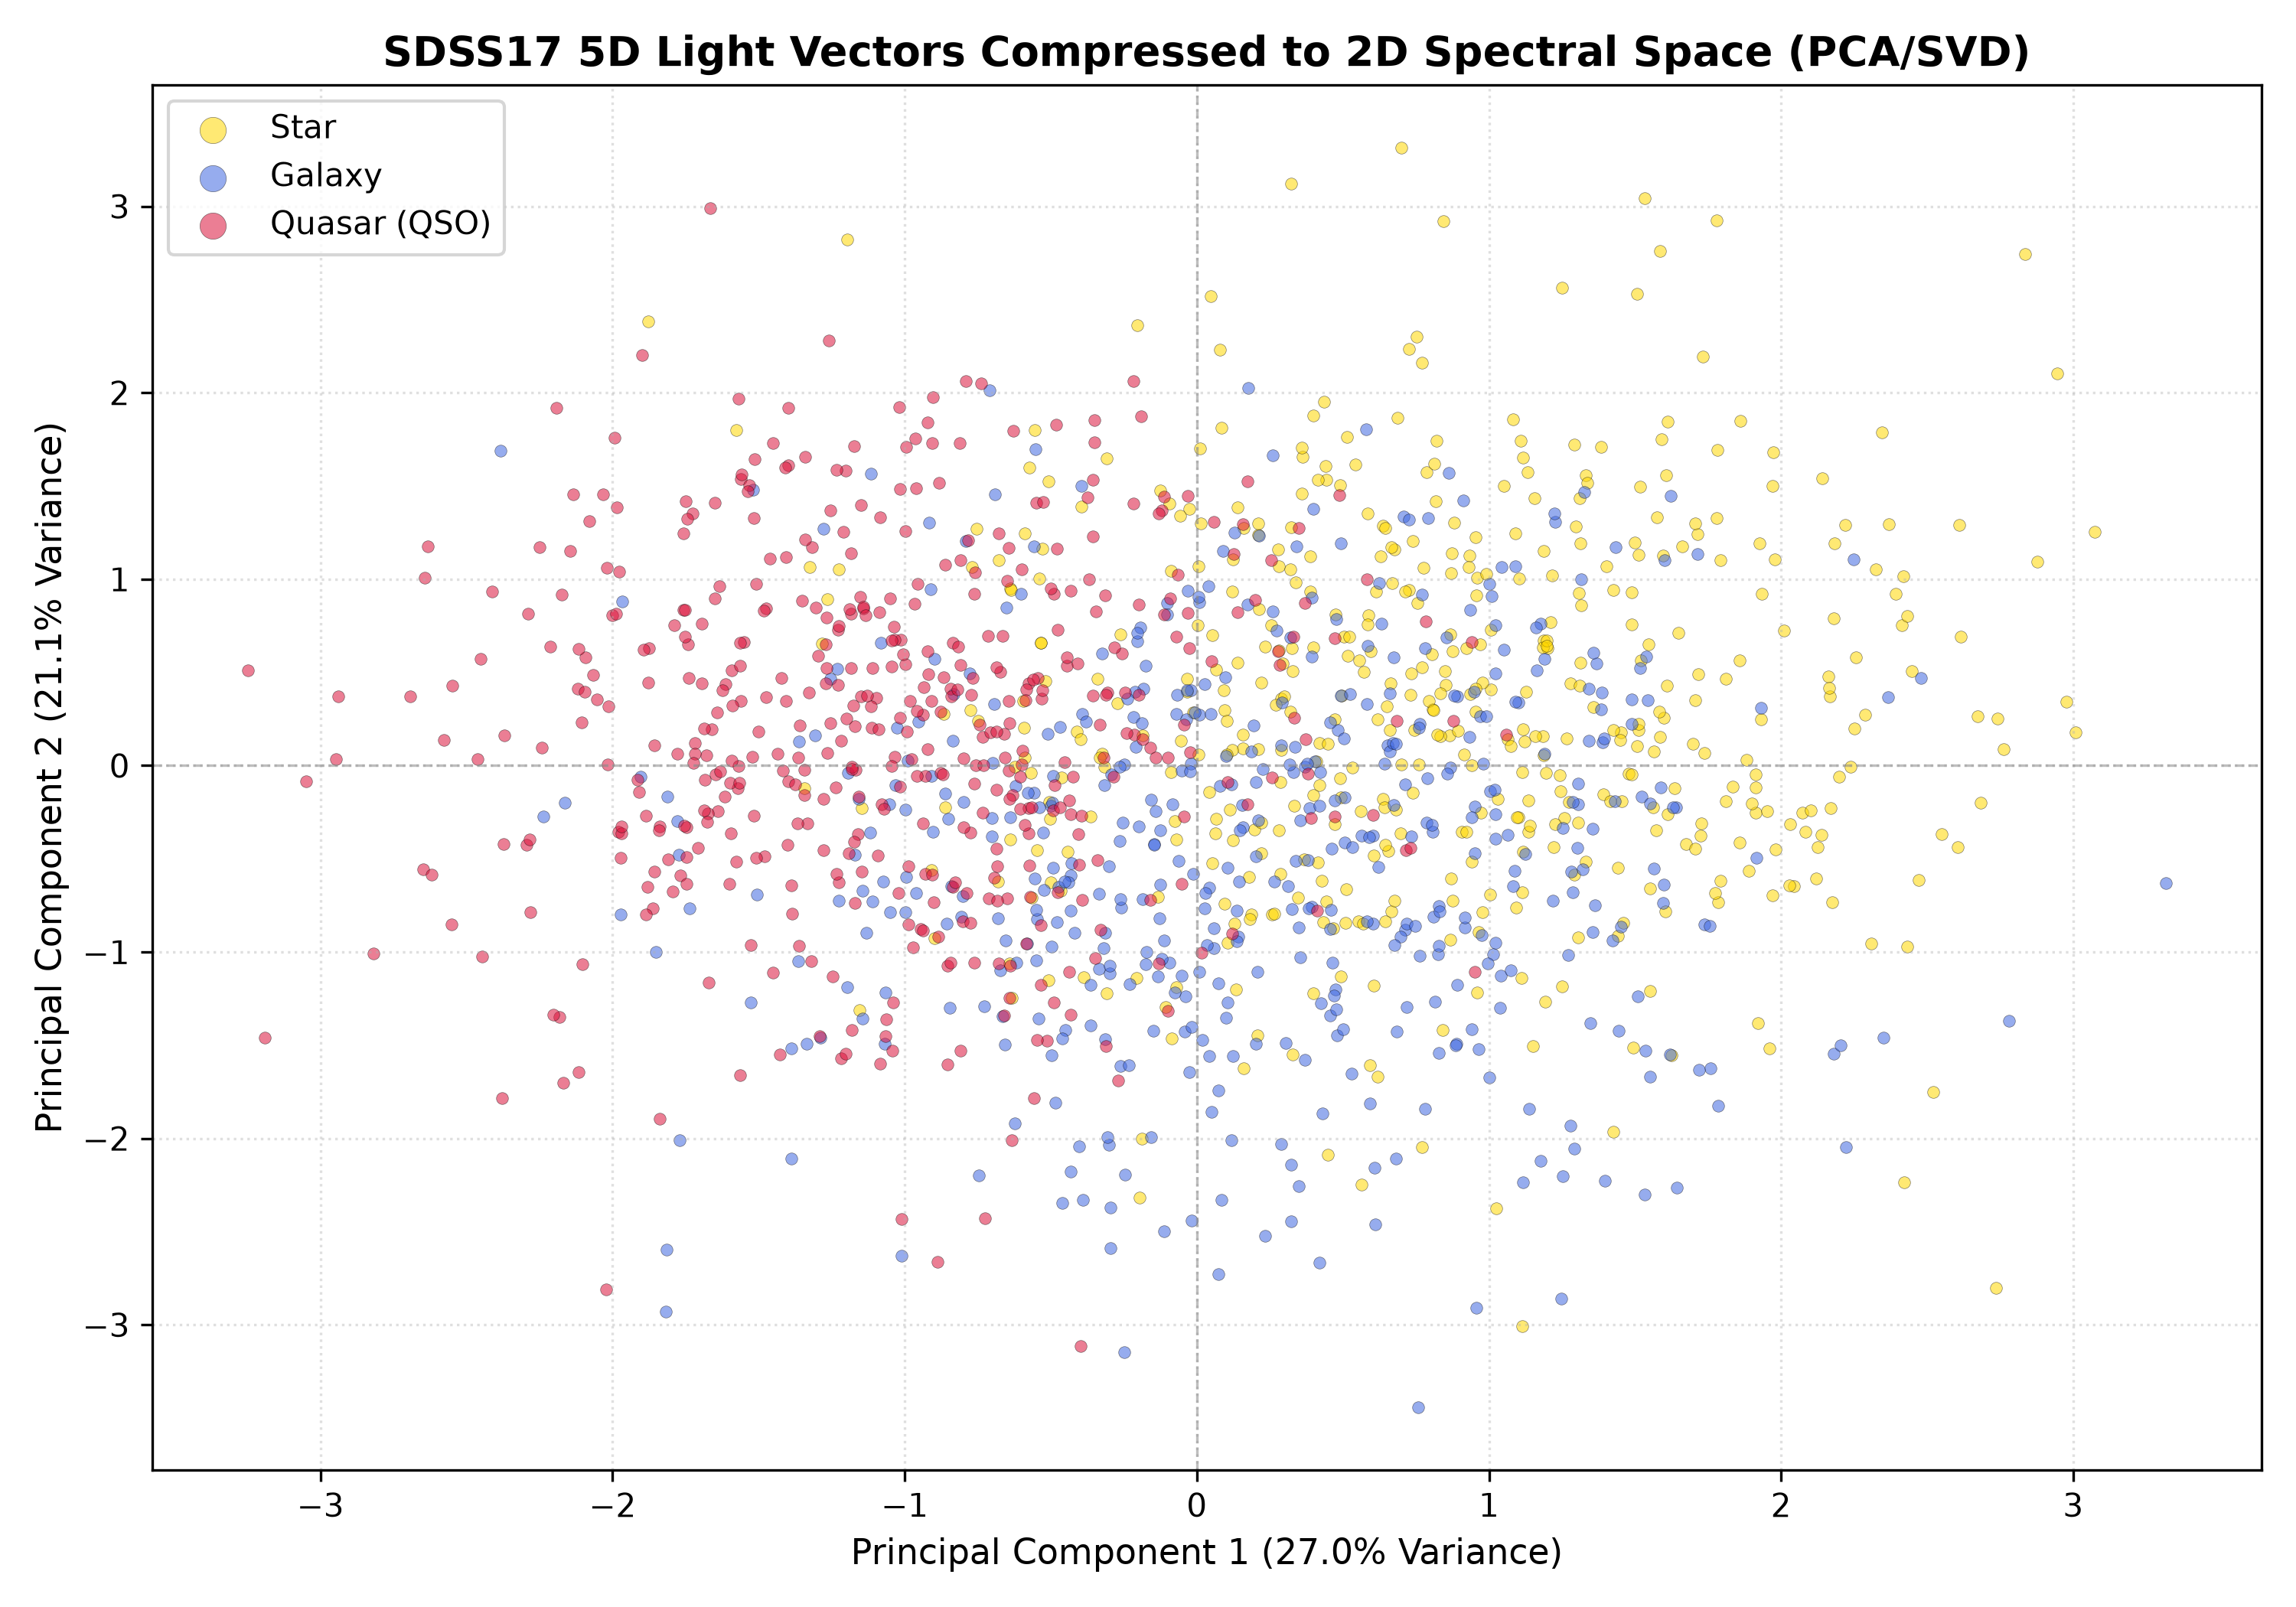 SDSS17 5D Light Vectors Compressed to 2D Spectral Space (PCA/SVD)
Star
Galaxy
Quasar (QSO)
Principal Component 2 (21.1% Variance)
3
2
1
0
−1
−2
−3
−3
−2
−1
0
1
2
3
Principal Component 1 (27.0% Variance)